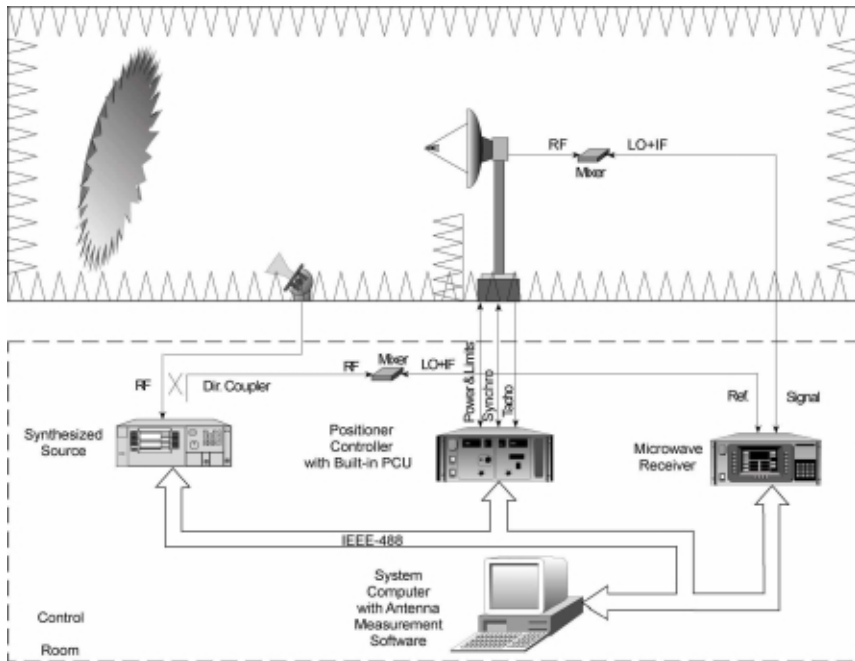 RF
LO+IF
Mixer
RF
Mixer
LO+IF
Power & Limits
Synchro
Tacho
RF
Dir. Coupler
Ref.
Signal
Synthesized
Source
Positioner
Controller
with Built-in PCU
Microwave
Receiver
IEEE-488
System
Computer
with Antenna
Measurement
Software
Control
Room